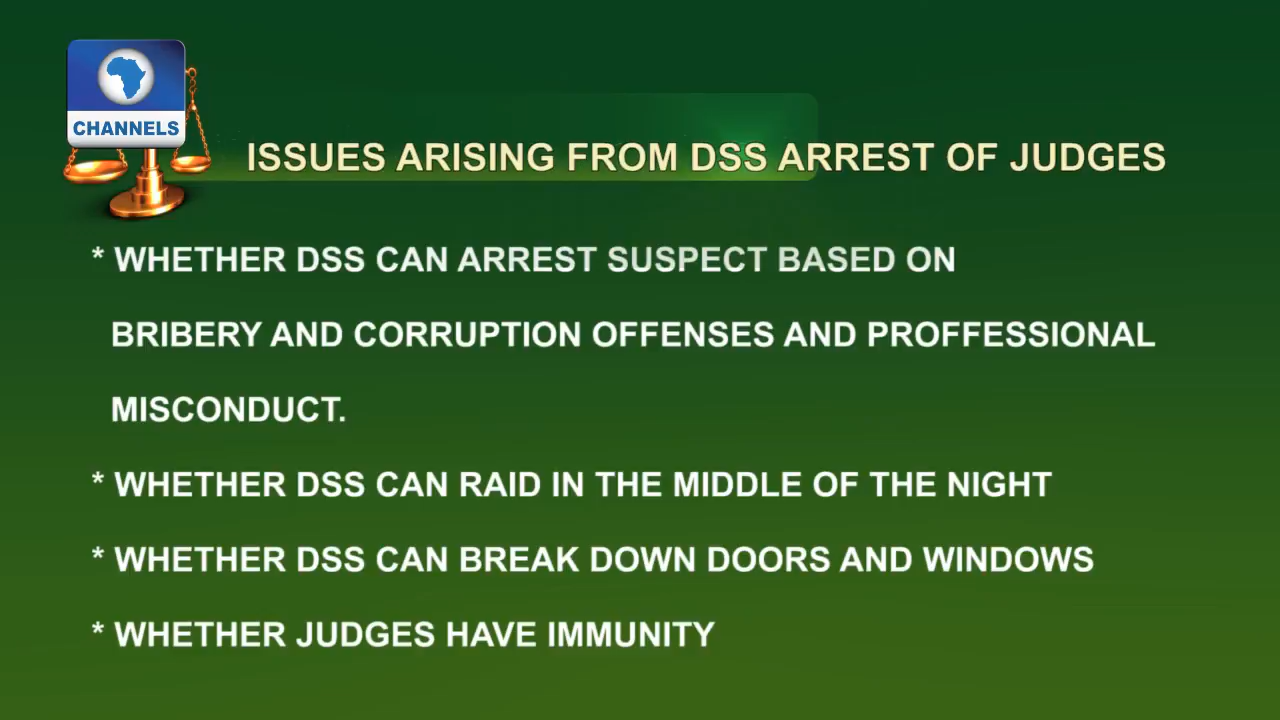 CHANNELS
ISSUES ARISING FROM DSS ARREST OF JUDGES
* WHETHER DSS CAN ARREST SUSPECT BASED ON
BRIBERY AND CORRUPTION OFFENSES AND PROFFESSIONAL
MISCONDUCT.
* WHETHER DSS CAN RAID IN THE MIDDLE OF THE NIGHT
* WHETHER DSS CAN BREAK DOWN DOORS AND WINDOWS
* WHETHER JUDGES HAVE IMMUNITY